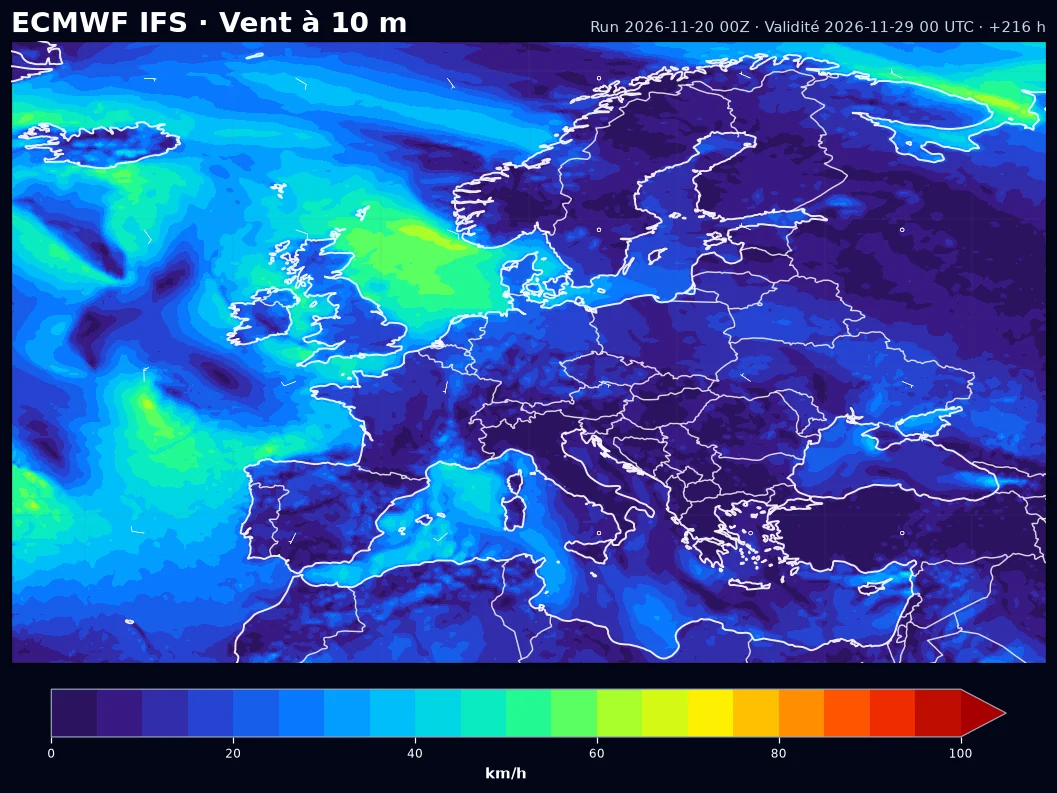 ECMWF IFS · Vent à 10 m
Run 2026-11-20 00Z · Validité 2026-11-29 00 UTC · +216 h
0 20 40 60 80 100
km/h